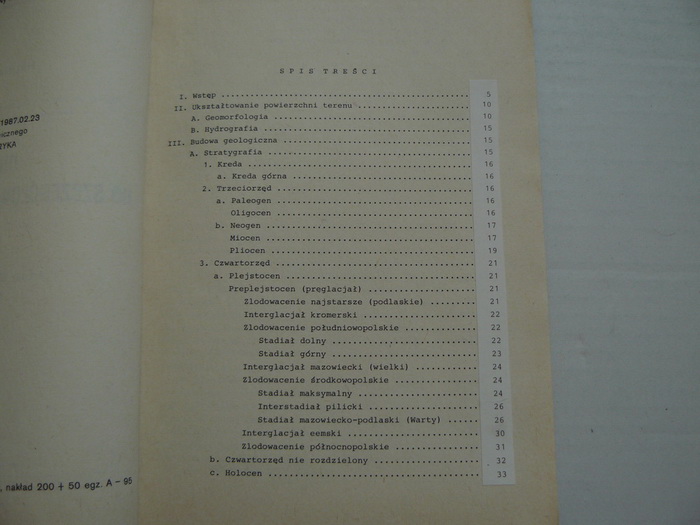 1987.02.23
icznego
, nakład 200 + 50 egz. A - 95
SPIS TREŚCI
I. Wstęp 5
II. Ukształtowanie powierzchni terenu 10
A. Geomorfologia 10
B. Hydrografia 15
III. Budowa geologiczna 15
A. Stratygrafia 15
1. Kreda 16
a. Kreda górna 16
2. Trzeciorzęd 16
a. Paleogen 16
Oligocen 16
b. Neogen 17
Miocen 17
Pliocen 19
3. Czwartorzęd 21
a. Plejstocen 21
Preplejstocen (pręglacjał) 21
Zlodowacenie najstarsze (podlaskie) 21
Interglacjał kromerski 22
Zlodowacenie południowopolskie 22
Stadiał dolny 22
Stadiał górny 23
Interglacjał mazowiecki (wielki) 24
Zlodowacenie środkowopolskie 24
Stadiał maksymalny 24
Interstadiał pilicki 26
Stadiał mazowiecko-podlaski (Warty) 26
Interglacjał eemski 30
Zlodowacenie północnopolskie 31
b. Czwartorzęd nie rozdzielony 32
c. Holocen 33